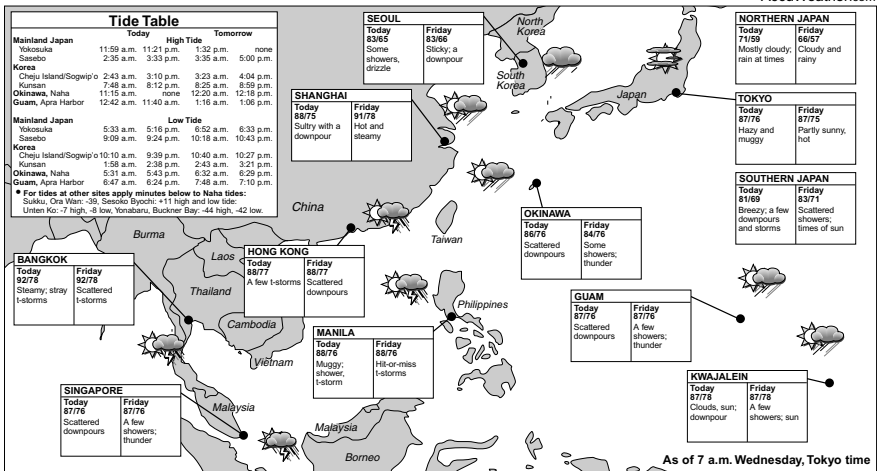 Tide Table
Today Tomorrow
Mainland Japan High Tide
Yokosuka 11:59 a.m. 11:21 p.m. 1:32 p.m. none
Sasebo 2:35 a.m. 3:33 p.m. 3:35 a.m. 5:00 p.m.
Korea
Cheju Island/Sogwip'o 2:43 a.m. 3:10 p.m. 3:23 a.m. 4:04 p.m.
Kunsan 7:48 a.m. 8:12 p.m. 8:25 a.m. 8:59 p.m.
Okinawa, Naha 11:15 a.m. none 12:20 a.m. 12:18 p.m.
Guam, Apra Harbor 12:42 a.m. 11:40 a.m. 1:16 a.m. 1:06 p.m.
Mainland Japan Low Tide
Yokosuka 5:33 a.m. 5:16 p.m. 6:52 a.m. 6:33 p.m.
Sasebo 9:09 a.m. 9:24 p.m. 10:18 a.m. 10:43 p.m.
Korea
Cheju Island/Sogwip'o 10:10 a.m. 9:39 p.m. 10:40 a.m. 10:27 p.m.
Kunsan 1:58 a.m. 2:38 p.m. 2:43 a.m. 3:21 p.m.
Okinawa, Naha 5:31 a.m. 5:43 p.m. 6:32 a.m. 6:29 p.m.
Guam, Apra Harbor 6:47 a.m. 6:24 p.m. 7:48 a.m. 7:10 p.m.
• For tides at other sites apply minutes below to Naha tides:
Sukku, Ora Wan: -39, Sesoko Byochi: +11 high and low tide:
Unten Ko: -7 high, -8 low, Yonabaru, Buckner Bay: -44 high, -42 low.
SEOUL
Today Friday
83/65 83/66
Some Sticky; a
showers, downpour
drizzle
North
Korea
South
Korea
Japan
NORTHERN JAPAN
Today Friday
71/59 66/57
Mostly cloudy; Cloudy and
rain at times rainy
SHANGHAI
Today Friday
88/75 91/78
Sultry with a Hot and
downpour steamy
TOKYO
Today Friday
87/76 87/75
Hazy and Partly sunny,
muggy hot
SOUTHERN JAPAN
Today Friday
81/69 83/71
Breezy; a few Scattered
downpours showers;
and storms times of sun
China
Taiwan
OKINAWA
Today Friday
86/76 84/76
Scattered Some
downpours showers;
thunder
Burma
Laos
Thailand
Cambodia
Vietnam
HONG KONG
Today Friday
88/77 88/77
A few t-storms Scattered
downpours
BANGKOK
Today Friday
92/78 92/78
Steamy; stray Scattered
t-storms t-storms
Philippines
GUAM
Today Friday
87/76 87/76
Scattered A few
downpours showers;
thunder
MANILA
Today Friday
88/76 88/76
Muggy; Hit-or-miss
shower, t-storms
t-storm
KWAJALEIN
Today Friday
87/78 87/78
Clouds, sun; A few
downpour showers; sun
SINGAPORE
Today Friday
87/76 87/76
Scattered A few
downpours showers;
thunder
Malaysia
Malaysia
Borneo
As of 7 a.m. Wednesday, Tokyo time